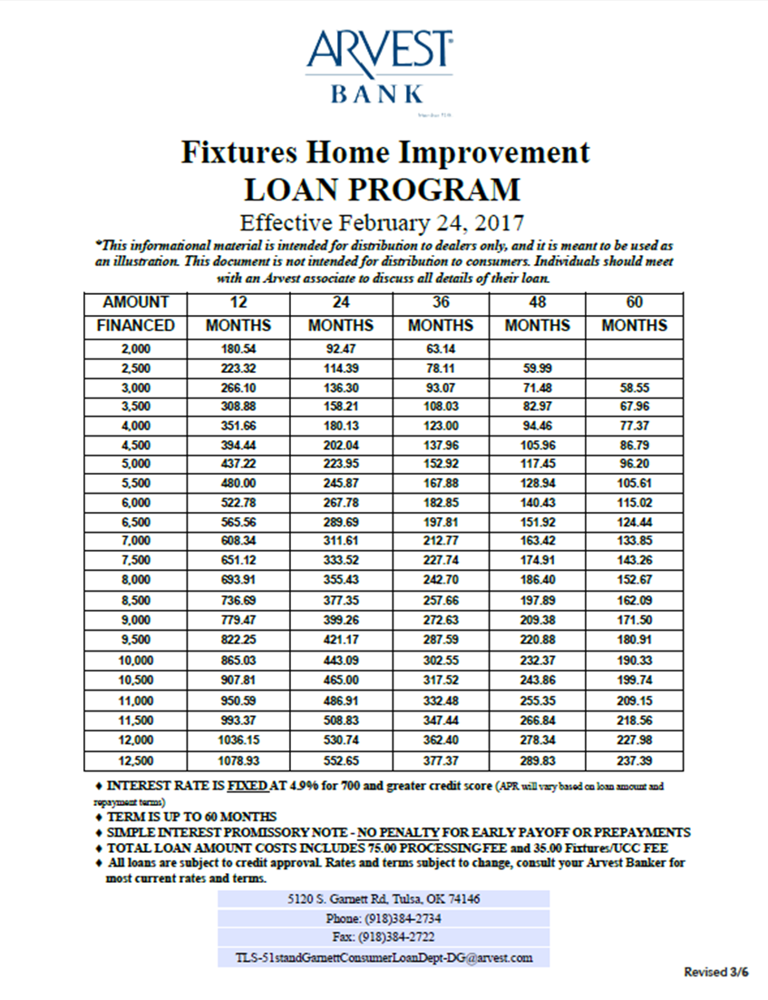 ARVEST
BANK
Fixtures Home Improvement
LOAN PROGRAM
Effective February 24, 2017
*This informational material is intended for distribution to dealers only, and it is meant to be used as
an illustration. This document is not intended for distribution to consumers. Individuals should meet
with an Arvest associate to discuss all details of their loan.
AMOUNT 12 24 36 48 60
FINANCED MONTHS MONTHS MONTHS MONTHS MONTHS
2,000 180.54 92.47 63.14
2,500 223.32 114.39 78.11 59.99
3,000 266.10 136.30 93.07 71.48 58.55
3,500 308.88 158.21 108.03 82.97 67.96
4,000 351.66 180.13 123.00 94.46 77.37
4,500 394.44 202.04 137.96 105.96 86.79
5,000 437.22 223.95 152.92 117.45 96.20
5,500 480.00 245.87 167.88 128.94 105.61
6,000 522.78 267.78 182.85 140.43 115.02
6,500 565.56 289.69 197.81 151.92 124.44
7,000 608.34 311.61 212.77 163.42 133.85
7,500 651.12 333.52 227.74 174.91 143.26
8,000 693.91 355.43 242.70 186.40 152.67
8,500 736.69 377.35 257.66 197.89 162.09
9,000 779.47 399.26 272.63 209.38 171.50
9,500 822.25 421.17 287.59 220.88 180.91
10,000 865.03 443.09 302.55 232.37 190.33
10,500 907.81 465.00 317.52 243.86 199.74
11,000 950.59 486.91 332.48 255.35 209.15
11,500 993.37 508.83 347.44 266.84 218.56
12,000 1036.15 530.74 362.40 278.34 227.98
12,500 1078.93 552.65 377.37 289.83 237.39
♦ INTEREST RATE IS FIXED AT 4.9% for 700 and greater credit score (APR will vary based on loan amount and
repayment terms)
♦ TERM IS UP TO 60 MONTHS
♦ SIMPLE INTEREST PROMISSORY NOTE - NO PENALTY FOR EARLY PAYOFF OR PREPAYMENTS
♦ TOTAL LOAN AMOUNT COSTS INCLUDES 75.00 PROCESSING FEE and 35.00 Fixtures/UCC FEE
♦ All loans are subject to credit approval. Rates and terms subject to change, consult your Arvest Banker for
most current rates and terms.
5120 S. Garnett Rd, Tulsa, OK 74146
Phone: (918)384-2734
Fax: (918)384-2722
TLS-51standGarnettConsumerLoanDept-DG@arvest.com
Revised 3/6